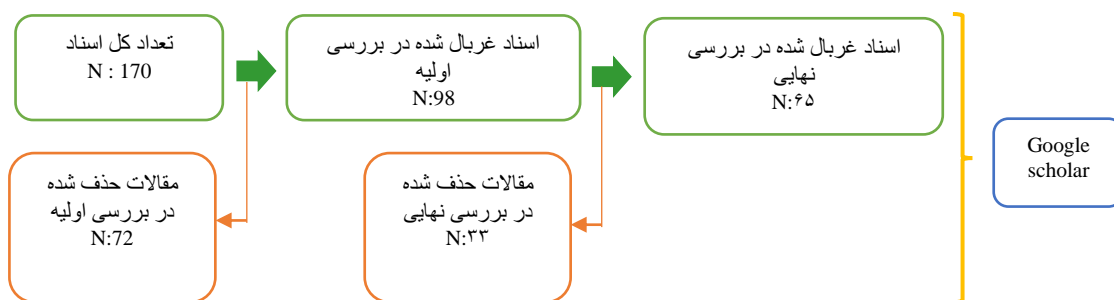 تعداد کل اسناد
N : 170
اسناد غربال شده در بررسی
اولیه
N:98
اسناد غربال شده در بررسی
نهایی
N:۶۵
Google
scholar
مقالات حذف شده
در بررسی اولیه
N:72
مقالات حذف شده
در بررسی نهایی
N:۳۳